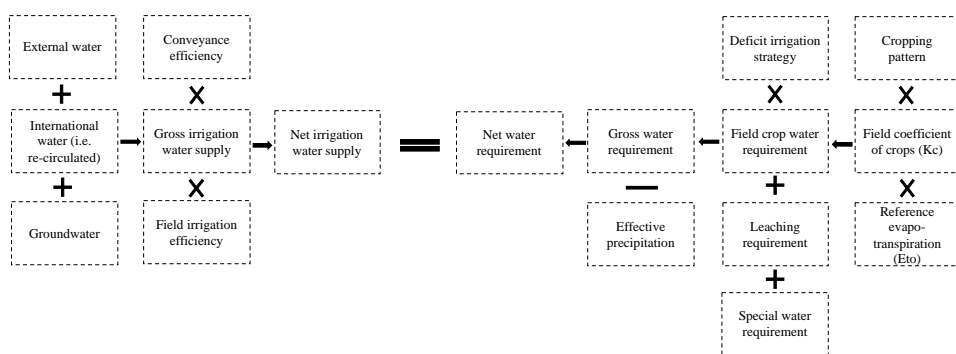 External water
Conveyance
efficiency
Deficit irrigation
strategy
Cropping
pattern
International
water (i.e.
re-circulated)
Gross irrigation
water supply
Net irrigation
water supply
Net water
requirement
Gross water
requirement
Field crop water
requirement
Field coefficient
of crops (Kc)
Groundwater
Field irrigation
efficiency
Effective
precipitation
Leaching
requirement
Reference
evapo-
transpiration
(Eto)
Special water
requirement